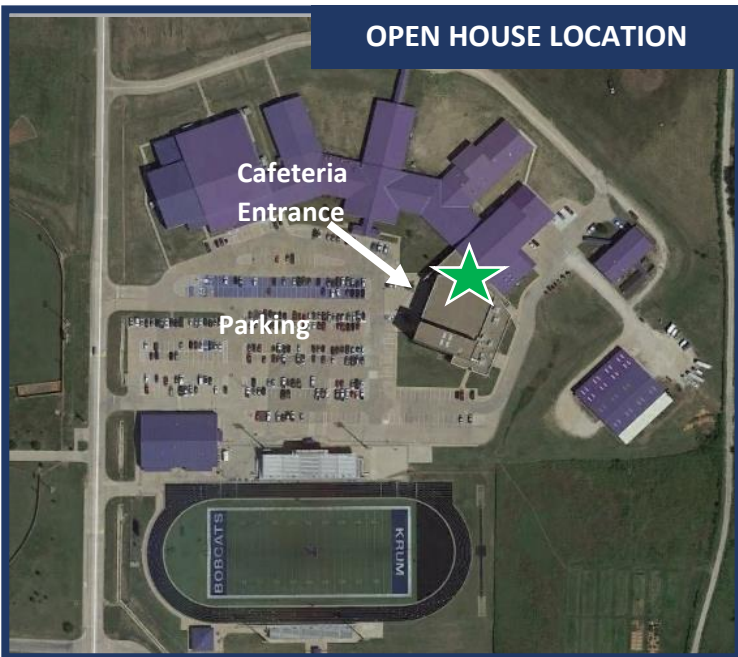 OPEN HOUSE LOCATION
Cafeteria
Entrance
Parking
BOBCATS
KRUM